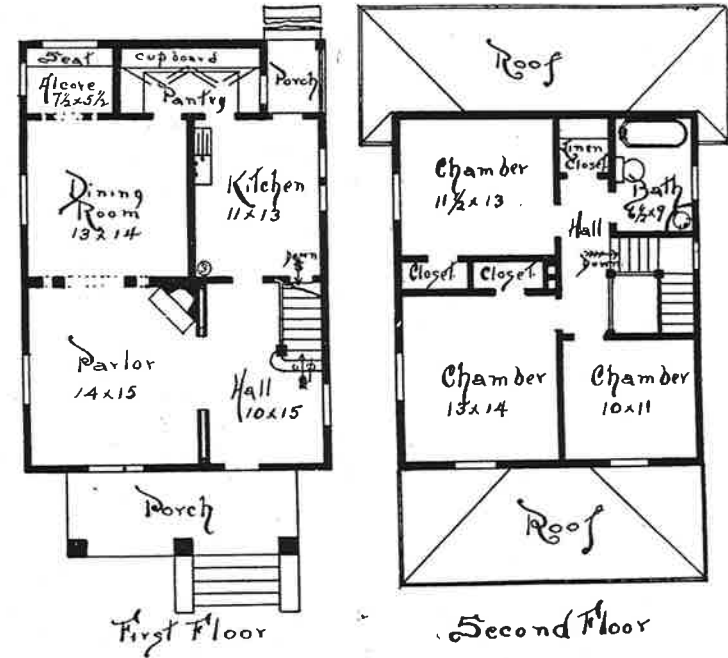 Seat
Alcove
7½ x 5½
Cupboard
Pantry
Porch
Dining
Room
13 x 14
Kitchen
11 x 13
Down
Parlor
14 x 15
Hall
10 x 15
up
Porch
First Floor
Roof
Chamber
11½ x 13
Linen
Closet
Bath
6½ x 9
Hall
Down
Closet
Closet
Chamber
13 x 14
Chamber
10 x 11
Roof
Second Floor